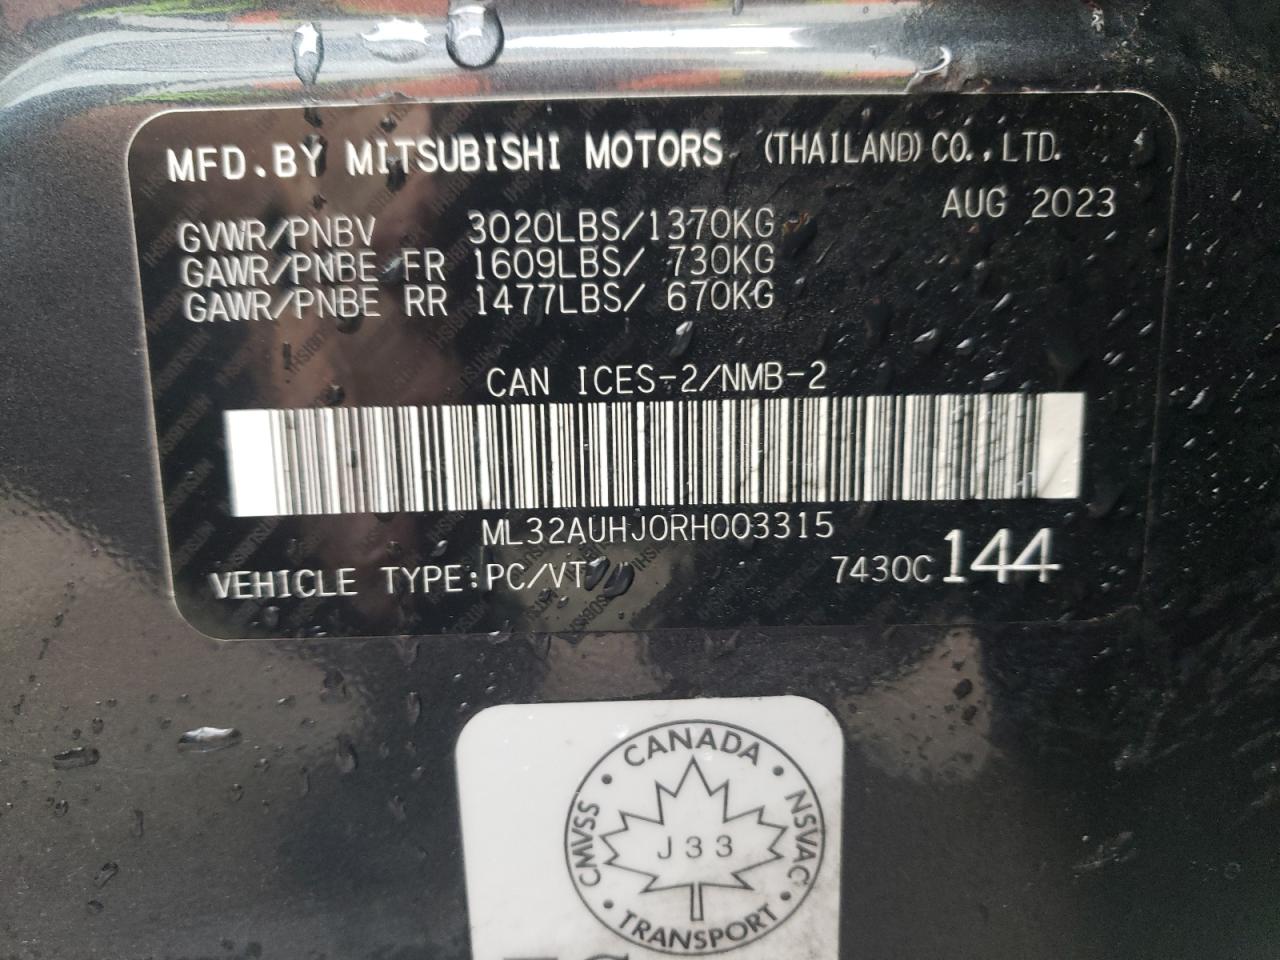 MFD.BY MITSUBISHI MOTORS (THAILAND) CO.,LTD.
AUG 2023
GVWR/PNBV 3020LBS/1370KG
GAWR/PNBE FR 1609LBS/ 730KG
GAWR/PNBE RR 1477LBS/ 670KG
CAN ICES-2/NMB-2
ML32AUHJ0RH003315
VEHICLE TYPE:PC/VT 7430C 144
CANADA
CMVSS J33 NSVAC
TRANSPORT